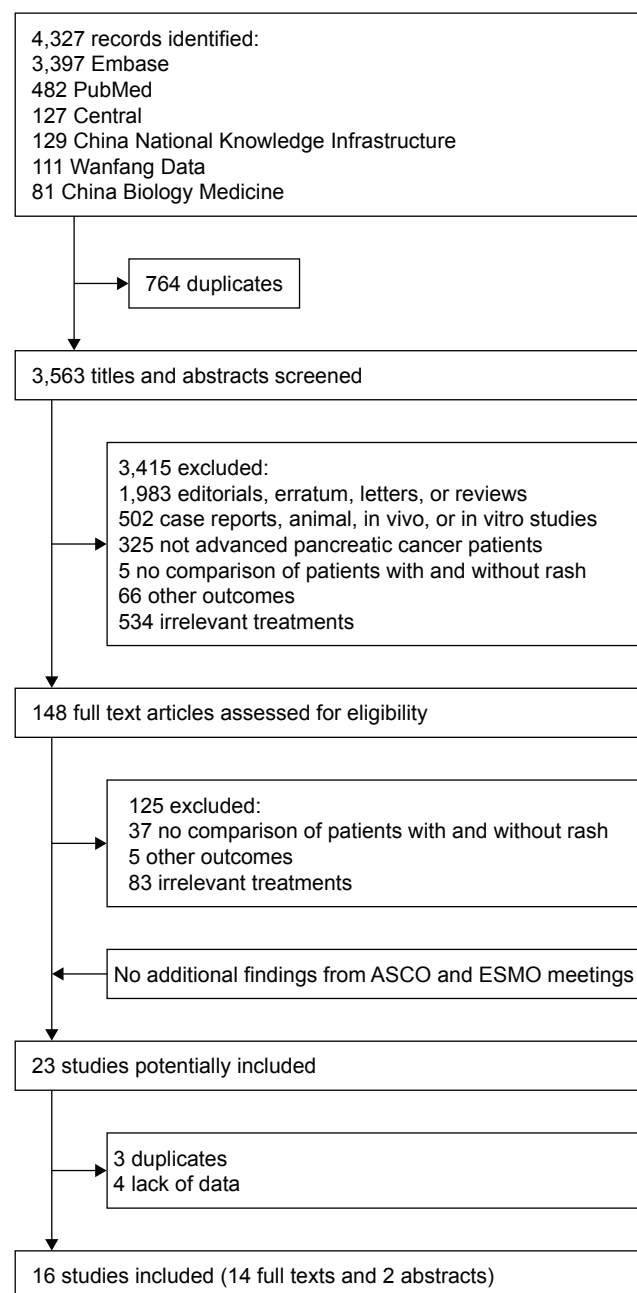 4,327 records identified:
3,397 Embase
482 PubMed
127 Central
129 China National Knowledge Infrastructure
111 Wanfang Data
81 China Biology Medicine
764 duplicates
3,563 titles and abstracts screened
3,415 excluded:
1,983 editorials, erratum, letters, or reviews
502 case reports, animal, in vivo, or in vitro studies
325 not advanced pancreatic cancer patients
5 no comparison of patients with and without rash
66 other outcomes
534 irrelevant treatments
148 full text articles assessed for eligibility
125 excluded:
37 no comparison of patients with and without rash
5 other outcomes
83 irrelevant treatments
No additional findings from ASCO and ESMO meetings
23 studies potentially included
3 duplicates
4 lack of data
16 studies included (14 full texts and 2 abstracts)